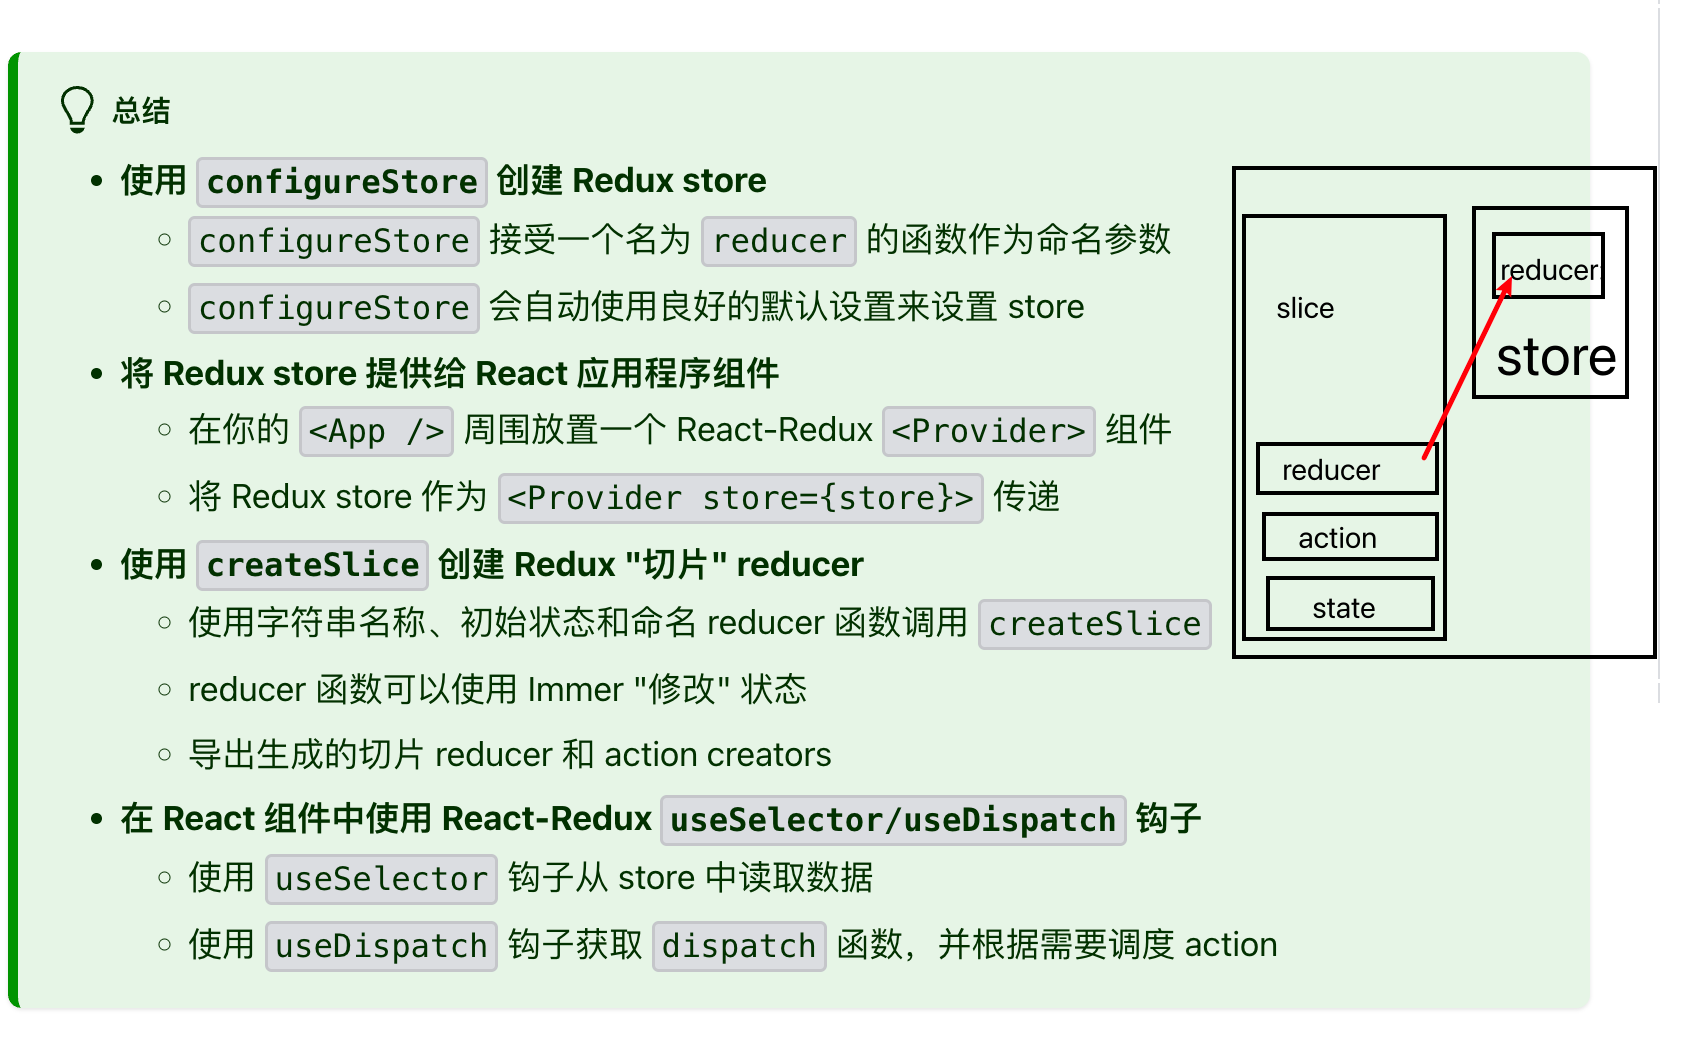 总结
使用 configureStore 创建 Redux store
configureStore 接受一个名为 reducer 的函数作为命名参数
configureStore 会自动使用良好的默认设置来设置 store
将 Redux store 提供给 React 应用程序组件
在你的 <App /> 周围放置一个 React-Redux <Provider> 组件
将 Redux store 作为 <Provider store={store}> 传递
使用 createSlice 创建 Redux "切片" reducer
使用字符串名称、初始状态和命名 reducer 函数调用 createSlice
reducer 函数可以使用 Immer "修改" 状态
导出生成的切片 reducer 和 action creators
在 React 组件中使用 React-Redux useSelector/useDispatch 钩子
使用 useSelector 钩子从 store 中读取数据
使用 useDispatch 钩子获取 dispatch 函数，并根据需要调度 action
slice
reducer
action
state
reducer:
store